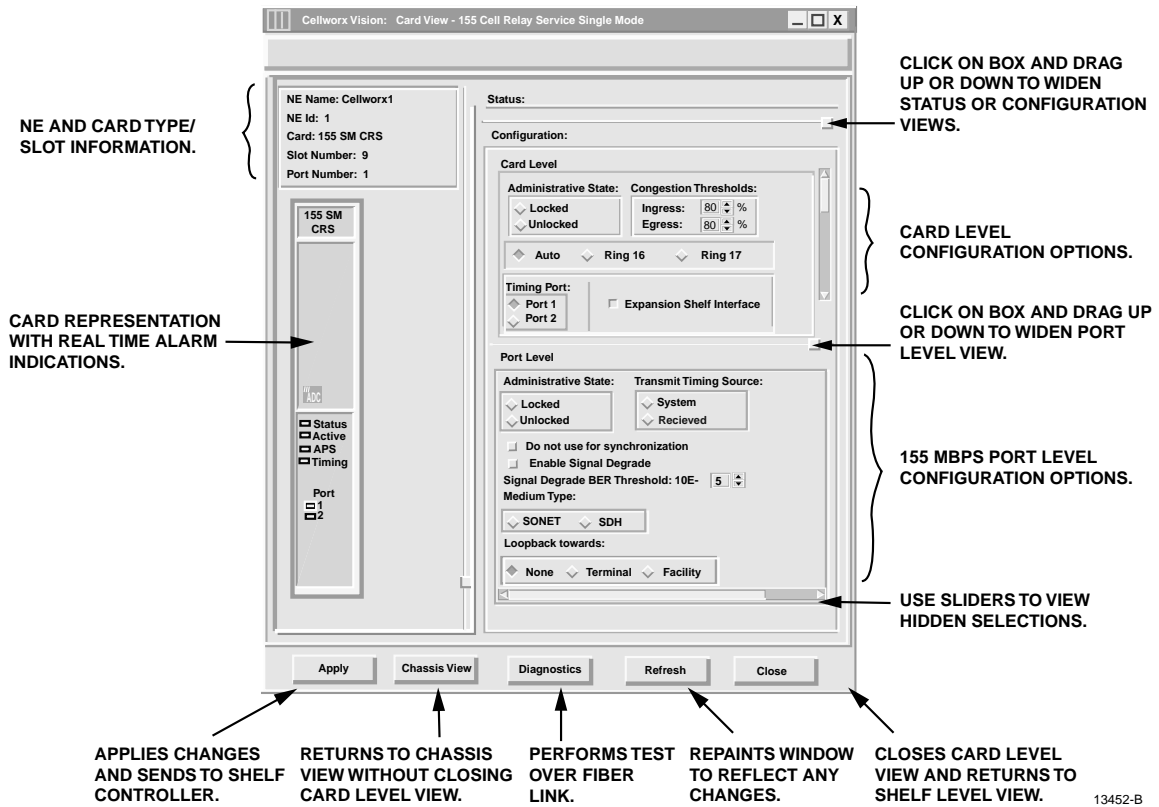 Cellworx Vision: Card View - 155 Cell Relay Service Single Mode
X
NE AND CARD TYPE/
SLOT INFORMATION.
NE Name: Cellworx1
NE Id: 1
Card: 155 SM CRS
Slot Number: 9
Port Number: 1
155 SM
CRS
CARD REPRESENTATION
WITH REAL TIME ALARM
INDICATIONS.
ADC
Status
Active
APS
Timing
Port
1
2
Status:
Configuration:
Card Level
Administrative State:
Locked
Unlocked
Congestion Thresholds:
Ingress: 80 %
Egress: 80 %
Auto Ring 16 Ring 17
Timing Port:
Port 1
Port 2
Expansion Shelf Interface
Port Level
Administrative State:
Locked
Unlocked
Transmit Timing Source:
System
Recieved
Do not use for synchronization
Enable Signal Degrade
Signal Degrade BER Threshold: 10E- 5
Medium Type:
SONET SDH
Loopback towards:
None Terminal Facility
CLICK ON BOX AND DRAG
UP OR DOWN TO WIDEN
STATUS OR CONFIGURATION
VIEWS.
CARD LEVEL
CONFIGURATION OPTIONS.
CLICK ON BOX AND DRAG UP
OR DOWN TO WIDEN PORT
LEVEL VIEW.
155 MBPS PORT LEVEL
CONFIGURATION OPTIONS.
USE SLIDERS TO VIEW
HIDDEN SELECTIONS.
Apply Chassis View Diagnostics Refresh Close
APPLIES CHANGES
AND SENDS TO SHELF
CONTROLLER.
RETURNS TO CHASSIS
VIEW WITHOUT CLOSING
CARD LEVEL VIEW.
PERFORMS TEST
OVER FIBER
LINK.
REPAINTS WINDOW
TO REFLECT ANY
CHANGES.
CLOSES CARD LEVEL
VIEW AND RETURNS TO
SHELF LEVEL VIEW.
13452-B